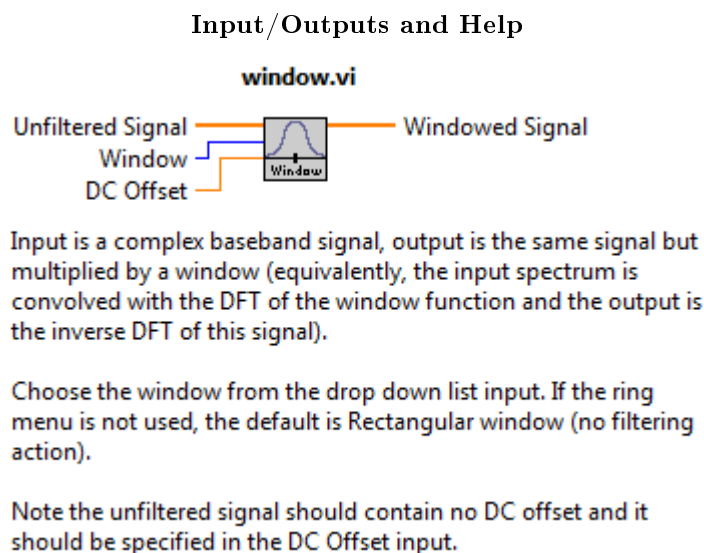 Input/Outputs and Help
window.vi
Unfiltered Signal
Windowed Signal
Window
Window
DC Offset
Input is a complex baseband signal, output is the same signal but
multiplied by a window (equivalently, the input spectrum is
convolved with the DFT of the window function and the output is
the inverse DFT of this signal).
Choose the window from the drop down list input. If the ring
menu is not used, the default is Rectangular window (no filtering
action).
Note the unfiltered signal should contain no DC offset and it
should be specified in the DC Offset input.